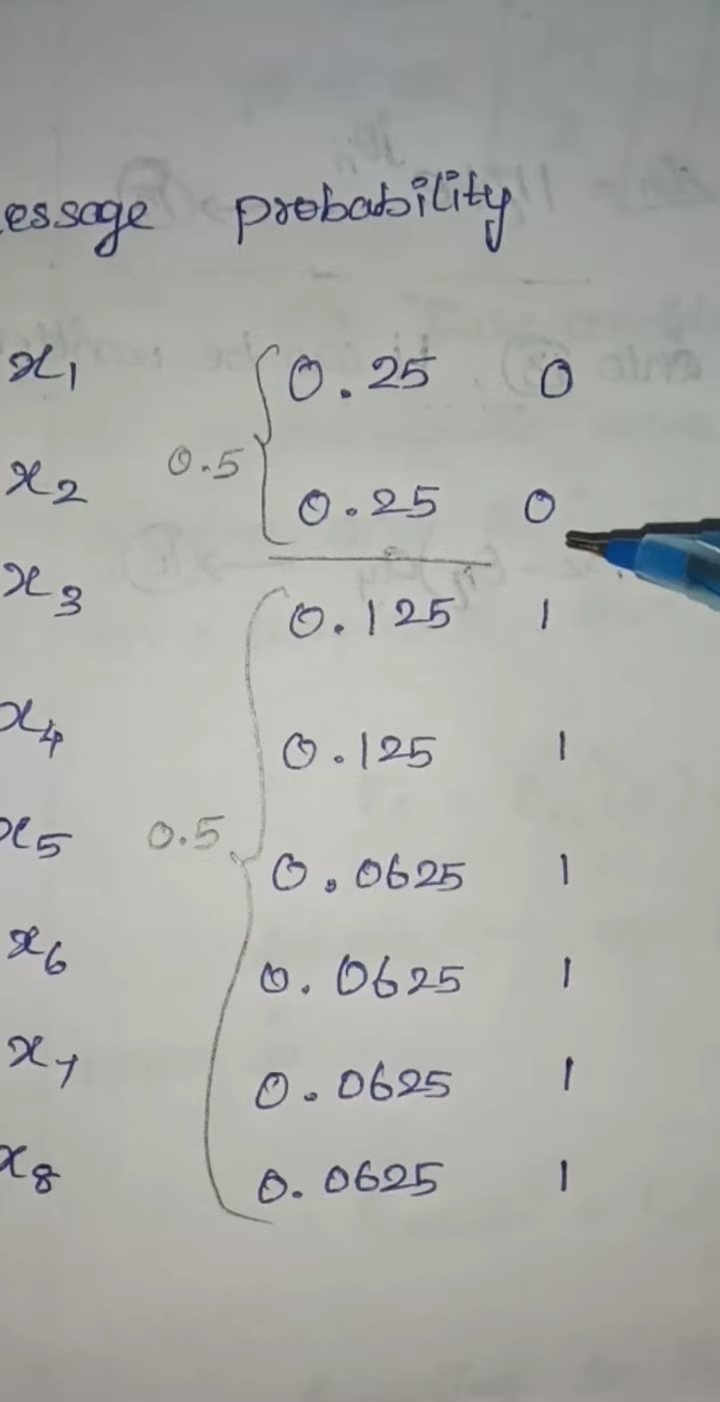 essage probability
x1 0.25 0
0.5
x2 0.25 0
x3 0.125 1
x4 0.125 1
x5 0.5 0.0625 1
x6 0.0625 1
x7 0.0625 1
x8 0.0625 1